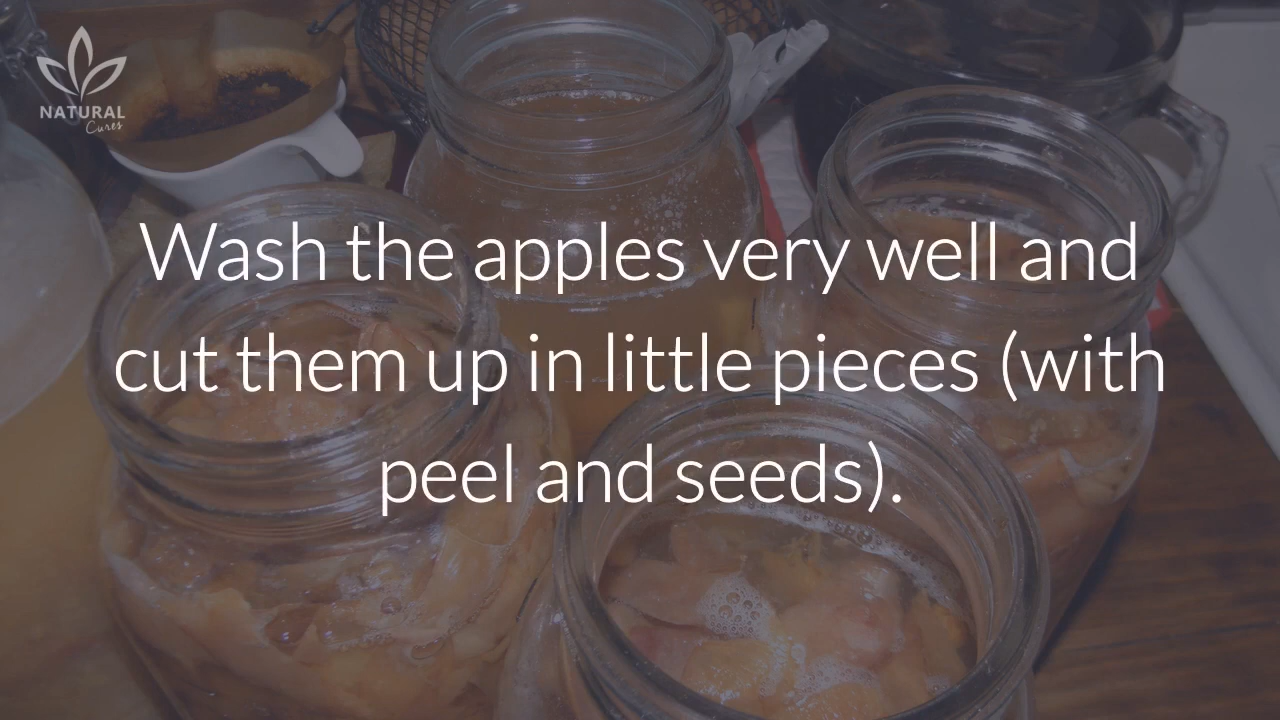 NATURAL
Cures
Wash the apples very well and
cut them up in little pieces (with
peel and seeds).